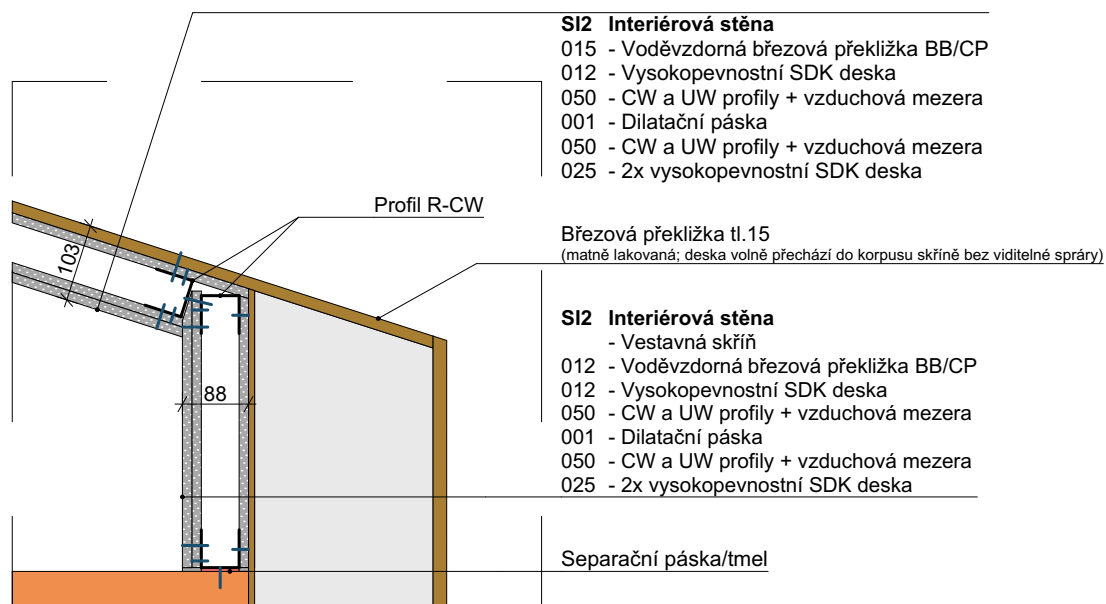 SI2 Interiérová stěna
015 - Voděvzdorná březová překližka BB/CP
012 - Vysokopevnostní SDK deska
050 - CW a UW profily + vzduchová mezera
001 - Dilatační páska
050 - CW a UW profily + vzduchová mezera
025 - 2x vysokopevnostní SDK deska
Profil R-CW
103
Březová překližka tl.15
(matně lakovaná; deska volně přechází do korpusu skříně bez viditelné spráry)
SI2 Interiérová stěna
- Vestavná skříň
012 - Voděvzdorná březová překližka BB/CP
012 - Vysokopevnostní SDK deska
050 - CW a UW profily + vzduchová mezera
001 - Dilatační páska
050 - CW a UW profily + vzduchová mezera
025 - 2x vysokopevnostní SDK deska
88
Separační páska/tmel